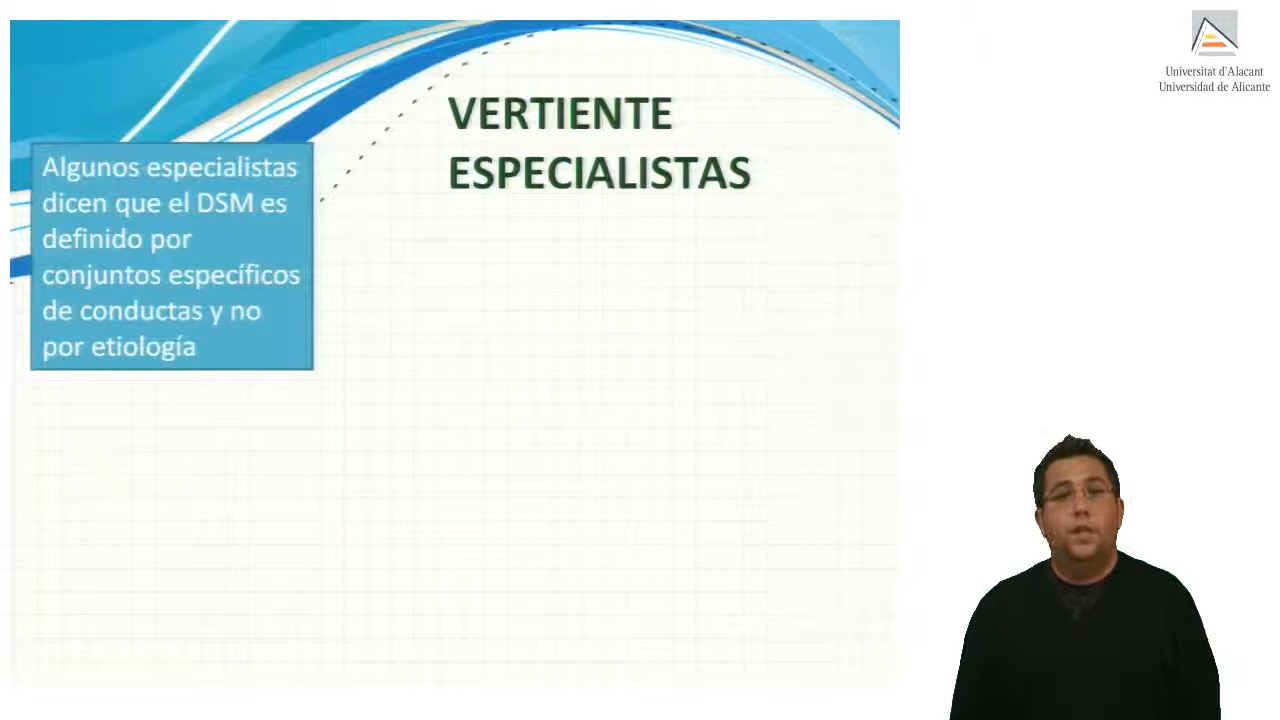 VERTIENTE
ESPECIALISTAS
Algunos especialistas
dicen que el DSM es
definido por
conjuntos específicos
de conductas y no
por etiología
Universitat d'Alacant
Universidad de Alicante